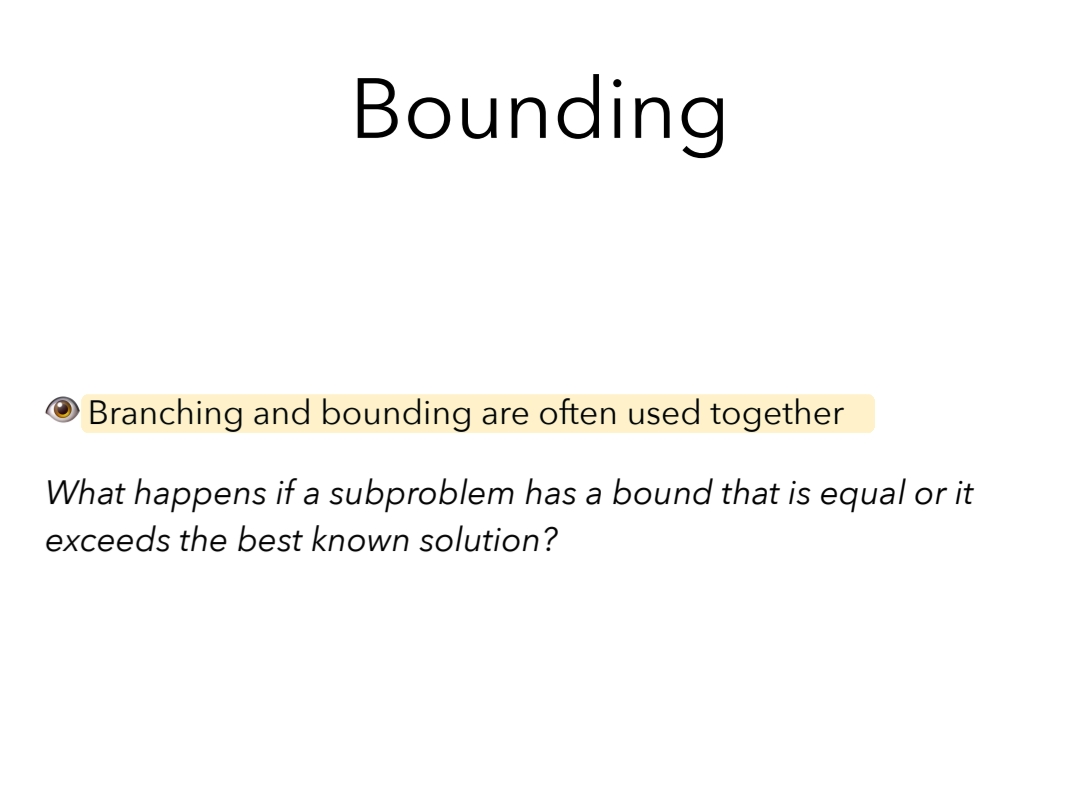 Bounding
👁 Branching and bounding are often used together
What happens if a subproblem has a bound that is equal or it
exceeds the best known solution?